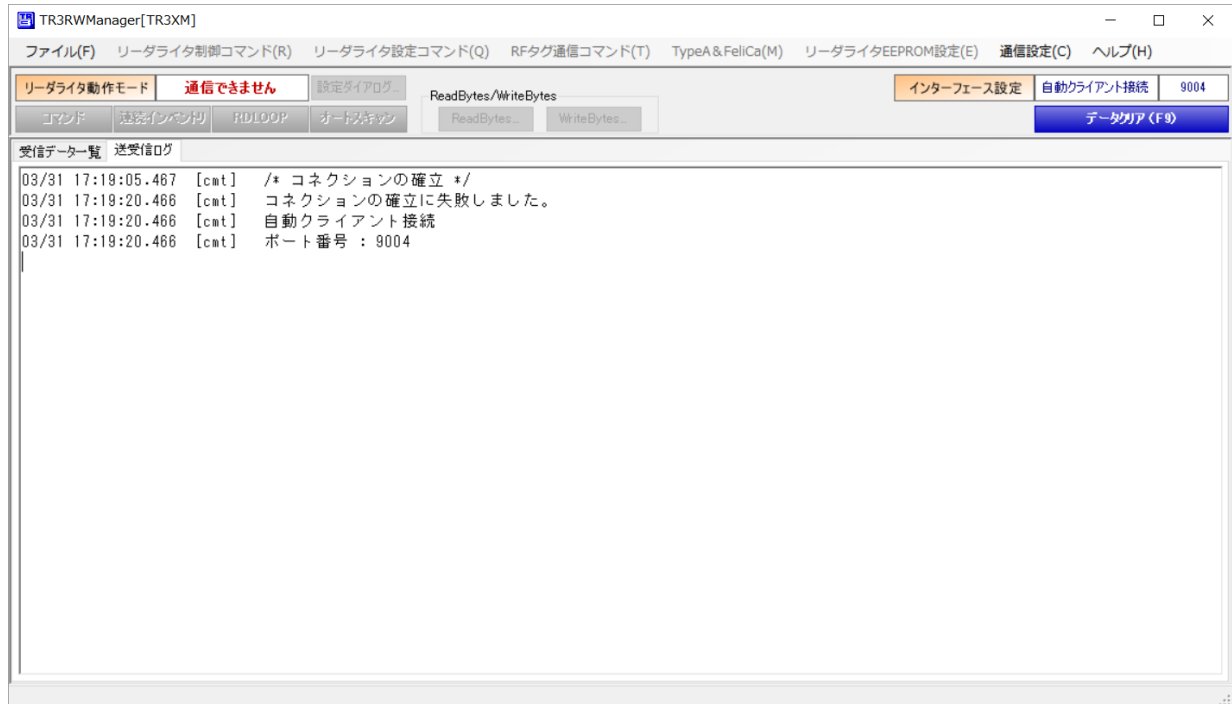 TR3RWManager[TR3XM]
ファイル(F) リーダライタ制御コマンド(R) リーダライタ設定コマンド(Q) RFタグ通信コマンド(T) TypeA&FeliCa(M) リーダライタEEPROM設定(E) 通信設定(C) ヘルプ(H)
リーダライタ動作モード 通信できません 設定ダイアログ... ReadBytes/WriteBytes インターフェース設定 自動クライアント接続 9004
コマンド 連続インベントリ RDLOOP オートスキャン ReadBytes... WriteBytes... データクリア(F9)
受信データ一覧 送受信ログ
03/31 17:19:05.467 [cmt] /* コネクションの確立 */
03/31 17:19:20.466 [cmt] コネクションの確立に失敗しました。
03/31 17:19:20.466 [cmt] 自動クライアント接続
03/31 17:19:20.466 [cmt] ポート番号 : 9004